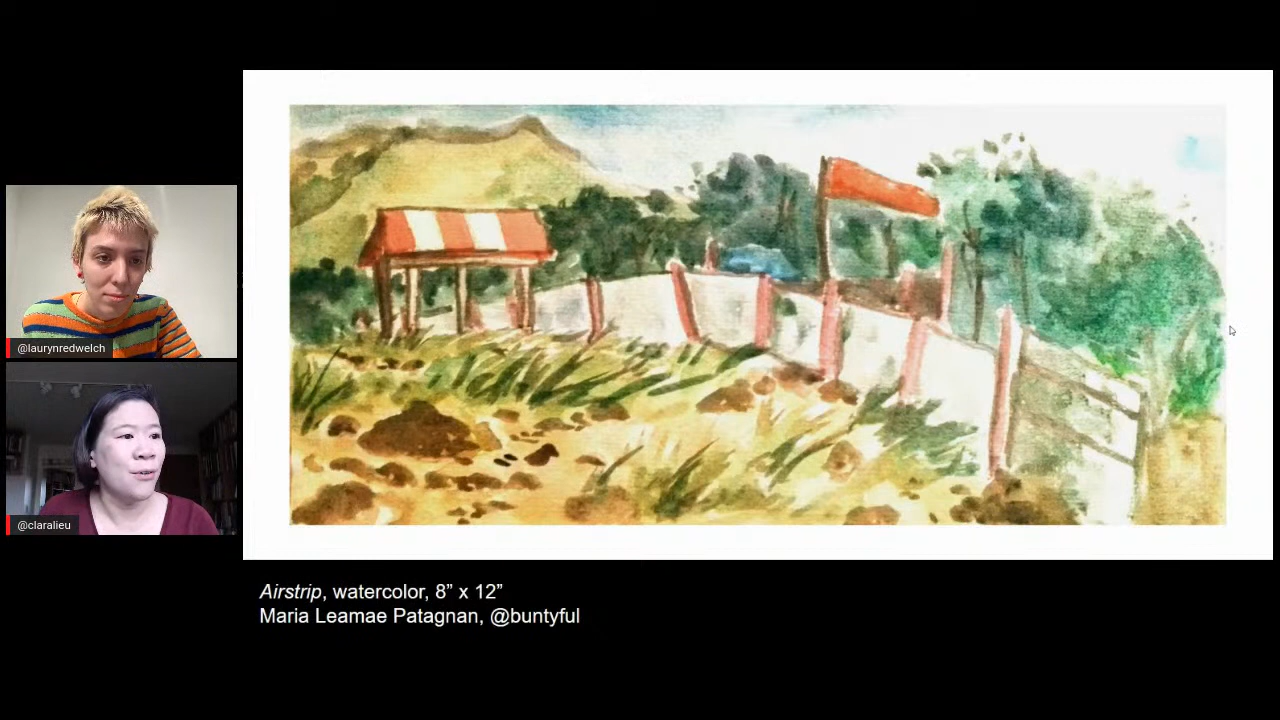 @laurynredwelch
@claralieu
Airstrip, watercolor, 8” x 12”
Maria Leamae Patagnan, @buntyful